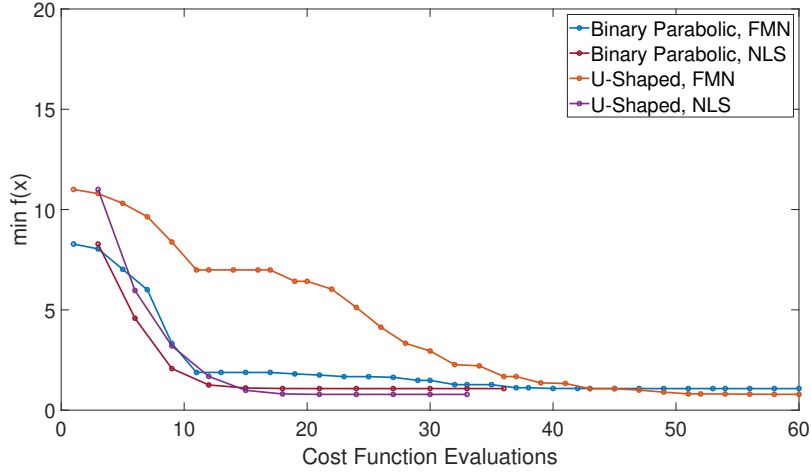 20
15
10
5
0
min f(x)
Binary Parabolic, FMN
Binary Parabolic, NLS
U-Shaped, FMN
U-Shaped, NLS
0 10 20 30 40 50 60
Cost Function Evaluations